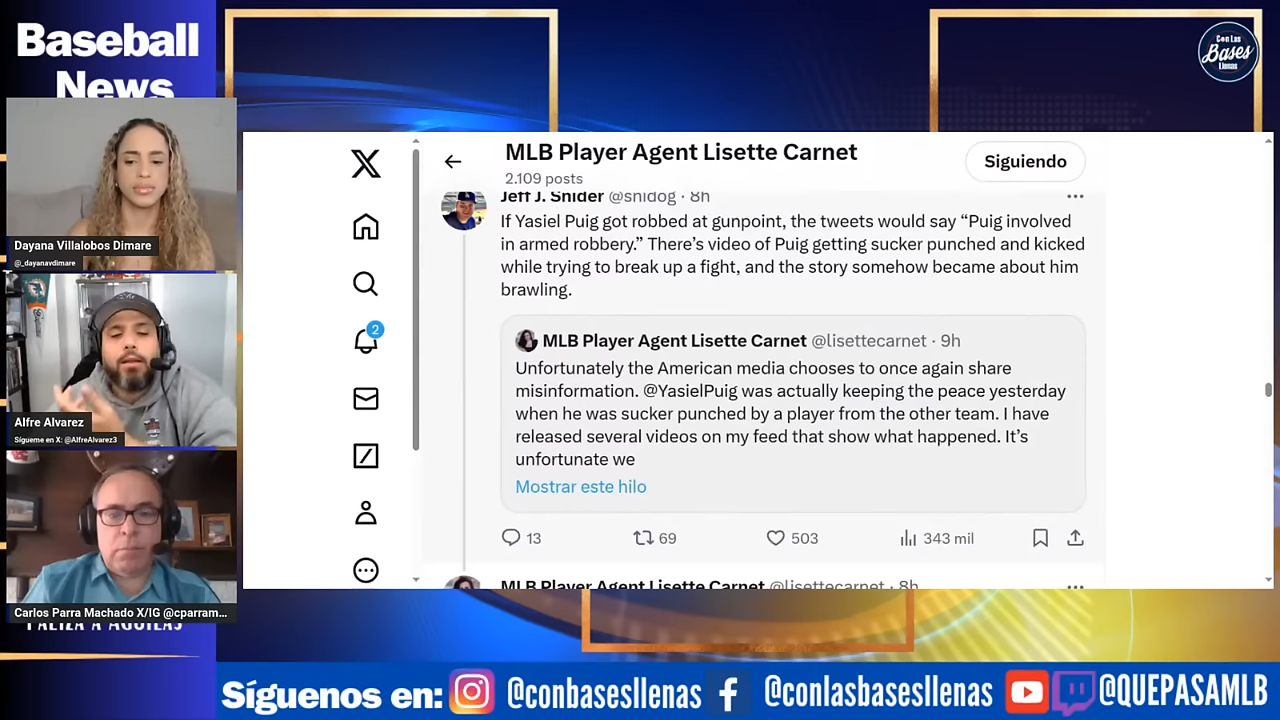 Baseball
News
Con Las
Bases
Llenas
Dayana Villalobos Dimare
@_dayanavdimare
Alfre Alvarez
Sígueme en X: @AlfreAlvarez3
Carlos Parra Machado X/IG @cparram...
PALIZA A AGUILAS
MLB Player Agent Lisette Carnet
2.109 posts
Siguiendo
2
Jeff J. Snider @snidog · 8h
If Yasiel Puig got robbed at gunpoint, the tweets would say “Puig involved
in armed robbery.” There’s video of Puig getting sucker punched and kicked
while trying to break up a fight, and the story somehow became about him
brawling.
MLB Player Agent Lisette Carnet @lisettecarnet · 9h
Unfortunately the American media chooses to once again share
misinformation. @YasielPuig was actually keeping the peace yesterday
when he was sucker punched by a player from the other team. I have
released several videos on my feed that show what happened. It’s
unfortunate we
Mostrar este hilo
13 69 503 343 mil
MLB Player Agent Lisette Carnet @lisettecarnet · 8h
Síguenos en: @conbasesllenas @conlasbasesllenas @QUEPASAMLB